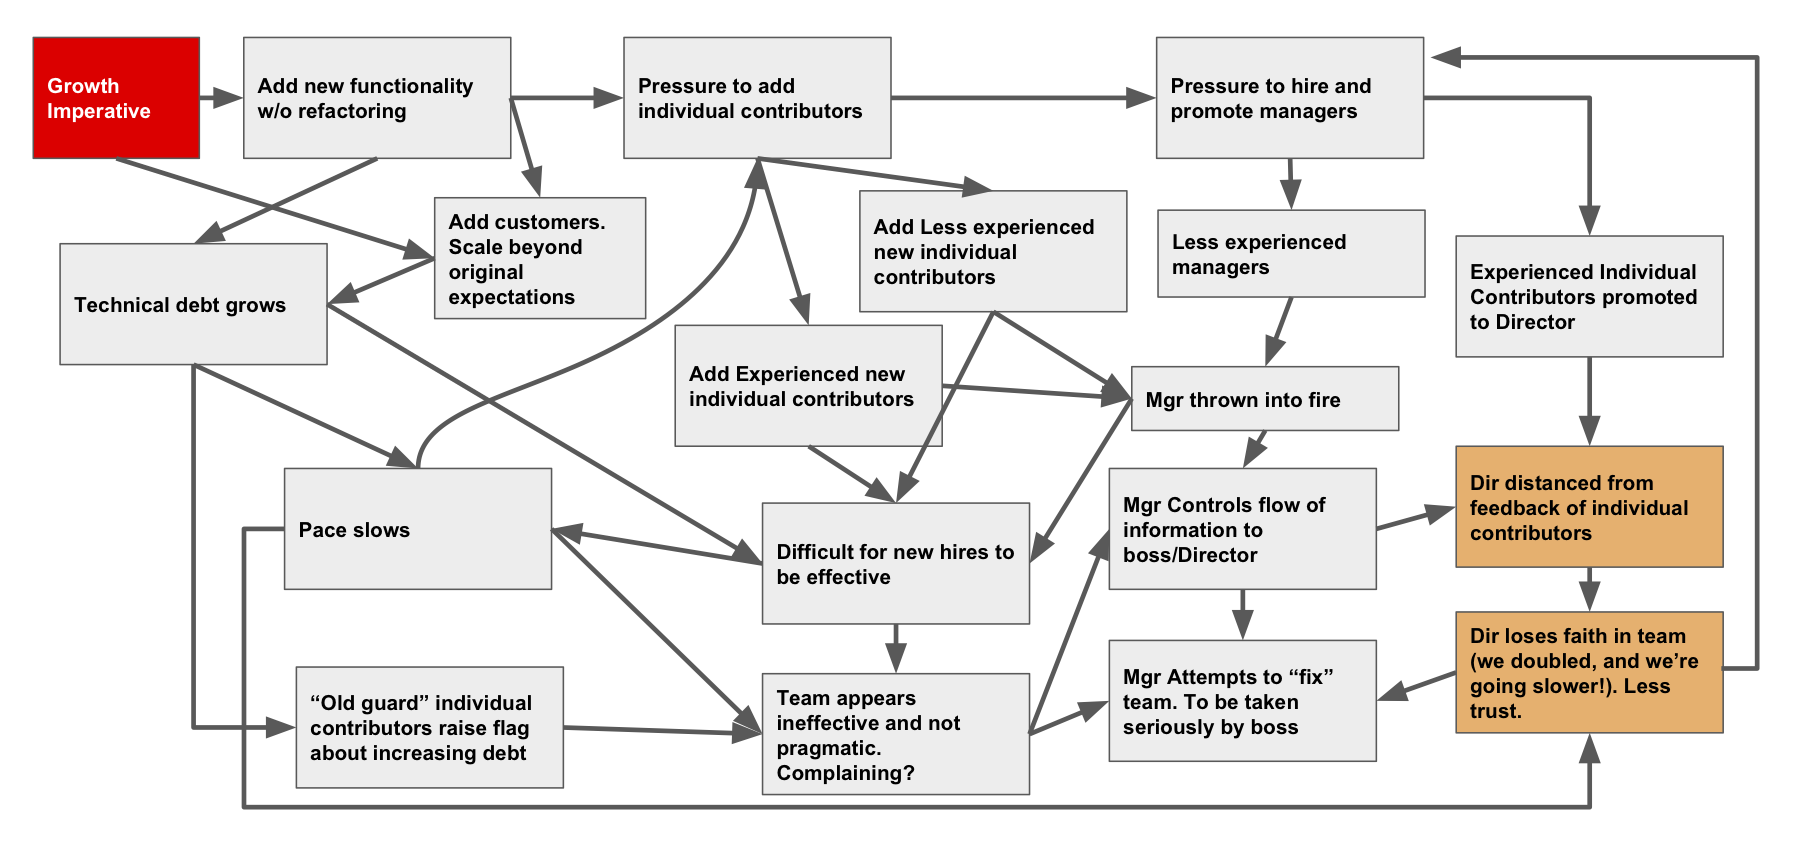 Growth
Imperative
Add new functionality
w/o refactoring
Pressure to add
individual contributors
Pressure to hire and
promote managers
Add customers.
Scale beyond
original
expectations
Add Less experienced
new individual
contributors
Less experienced
managers
Experienced Individual
Contributors promoted
to Director
Technical debt grows
Add Experienced new
individual contributors
Mgr thrown into fire
Pace slows
Difficult for new hires to
be effective
Mgr Controls flow of
information to
boss/Director
Dir distanced from
feedback of individual
contributors
“Old guard” individual
contributors raise flag
about increasing debt
Team appears
ineffective and not
pragmatic.
Complaining?
Mgr Attempts to “fix”
team. To be taken
seriously by boss
Dir loses faith in team
(we doubled, and we’re
going slower!). Less
trust.